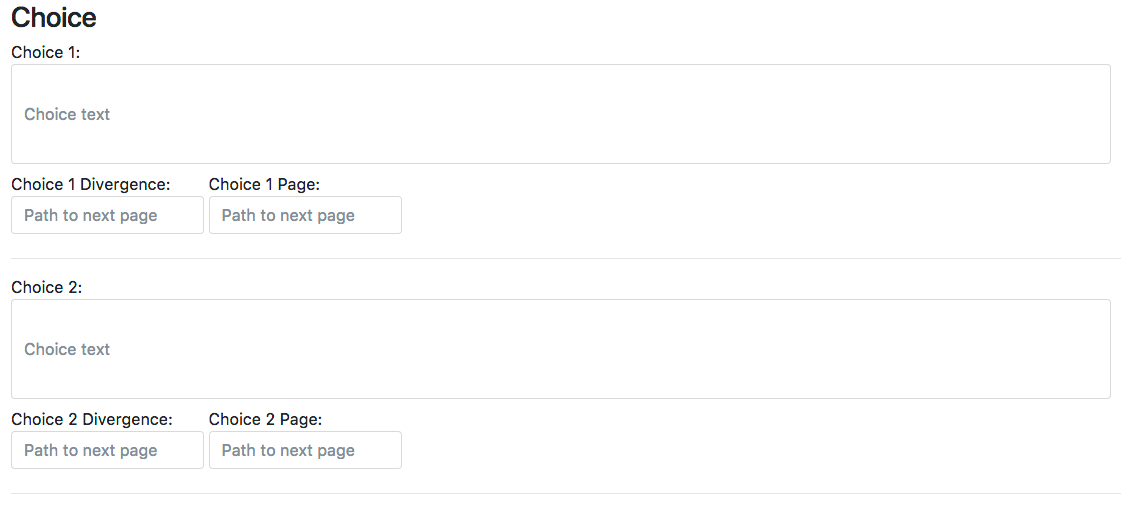 Choice
Choice 1:
Choice text
Choice 1 Divergence: Choice 1 Page:
Path to next page Path to next page
Choice 2:
Choice text
Choice 2 Divergence: Choice 2 Page:
Path to next page Path to next page